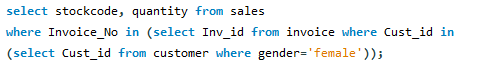 select stockcode, quantity from sales
where Invoice_No in (select Inv_id from invoice where Cust_id in
(select Cust_id from customer where gender='female'));